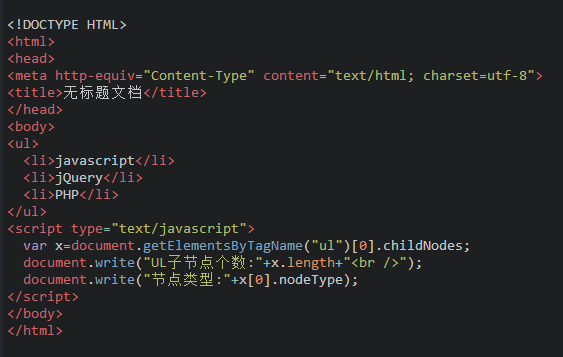 <!DOCTYPE HTML>
<html>
<head>
<meta http-equiv="Content-Type" content="text/html; charset=utf-8">
<title>无标题文档</title>
</head>
<body>
<ul>
  <li>javascript</li>
  <li>jQuery</li>
  <li>PHP</li>
</ul>
<script type="text/javascript">
  var x=document.getElementsByTagName("ul")[0].childNodes;
  document.write("UL子节点个数:"+x.length+"<br />");
  document.write("节点类型:"+x[0].nodeType);
</script>
</body>
</html>